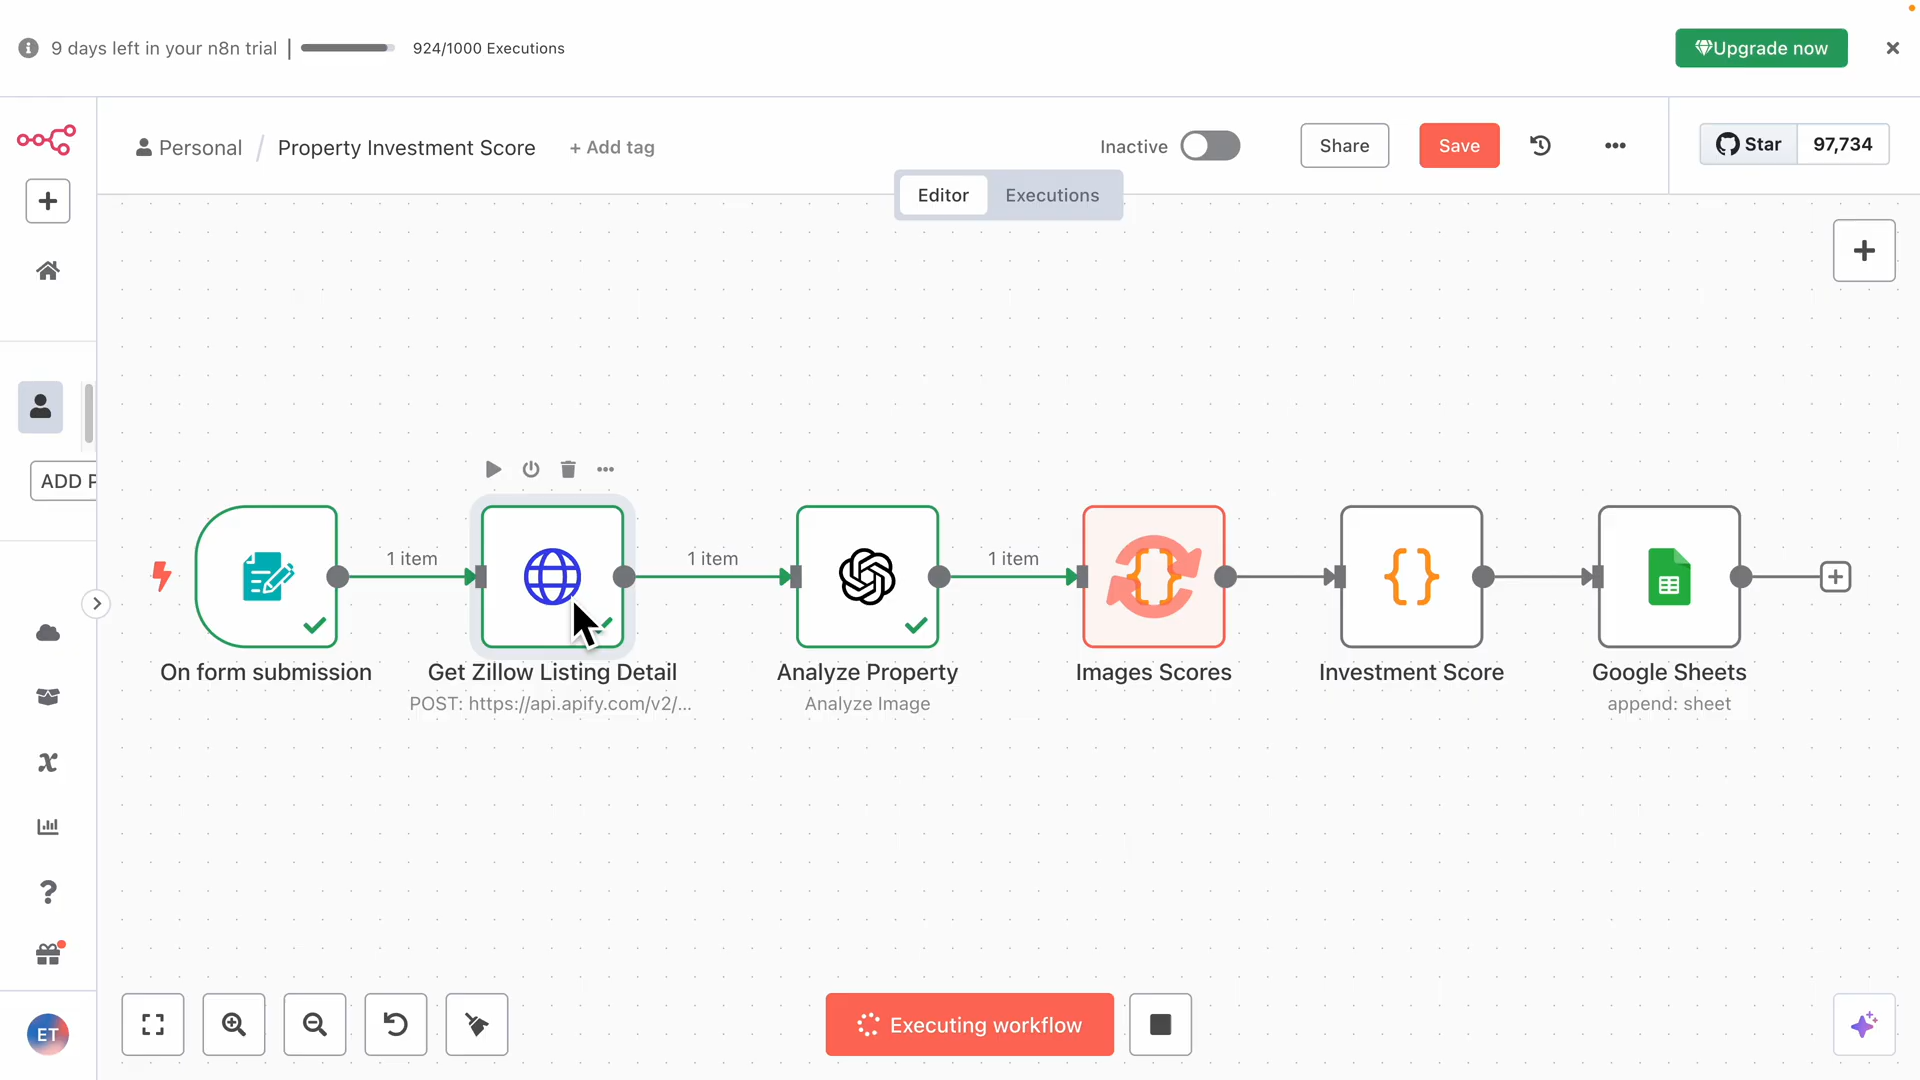 9 days left in your n8n trial
924/1000 Executions
Upgrade now
Personal / Property Investment Score + Add tag
Inactive
Share
Save
Star 97,734
Editor Executions
ADD P
1 item
1 item
1 item
On form submission
Get Zillow Listing Detail
POST: https://api.apify.com/v2/...
Analyze Property
Analyze Image
Images Scores
Investment Score
Google Sheets
append: sheet
ET
Executing workflow